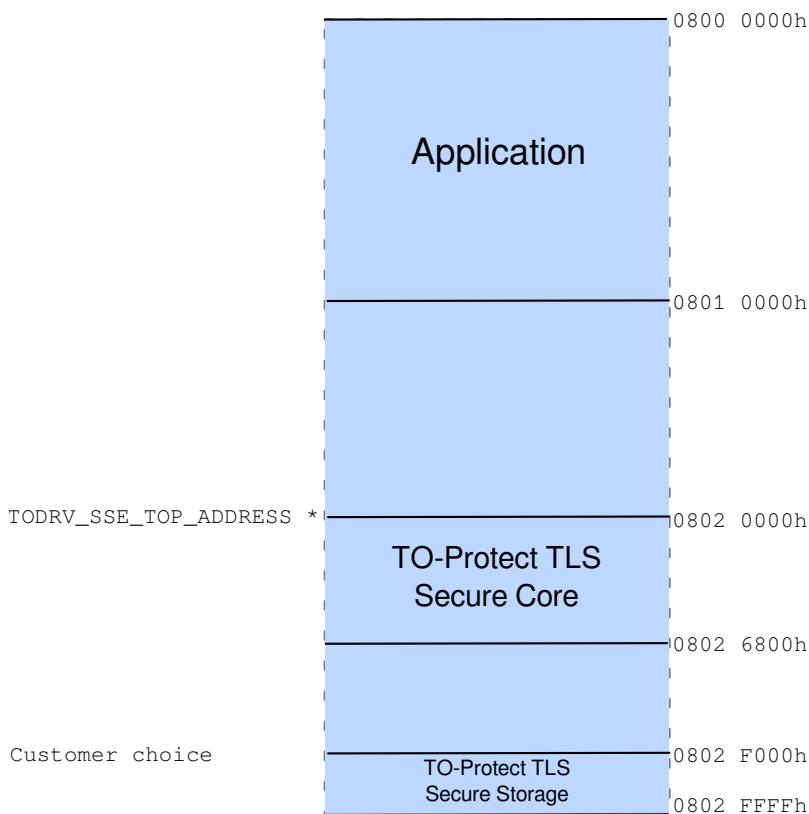 0800 0000h
Application
0801 0000h
TODRV_SSE_TOP_ADDRESS *
0802 0000h
TO-Protect TLS
Secure Core
0802 6800h
Customer choice
0802 F000h
TO-Protect TLS
Secure Storage
0802 FFFFh